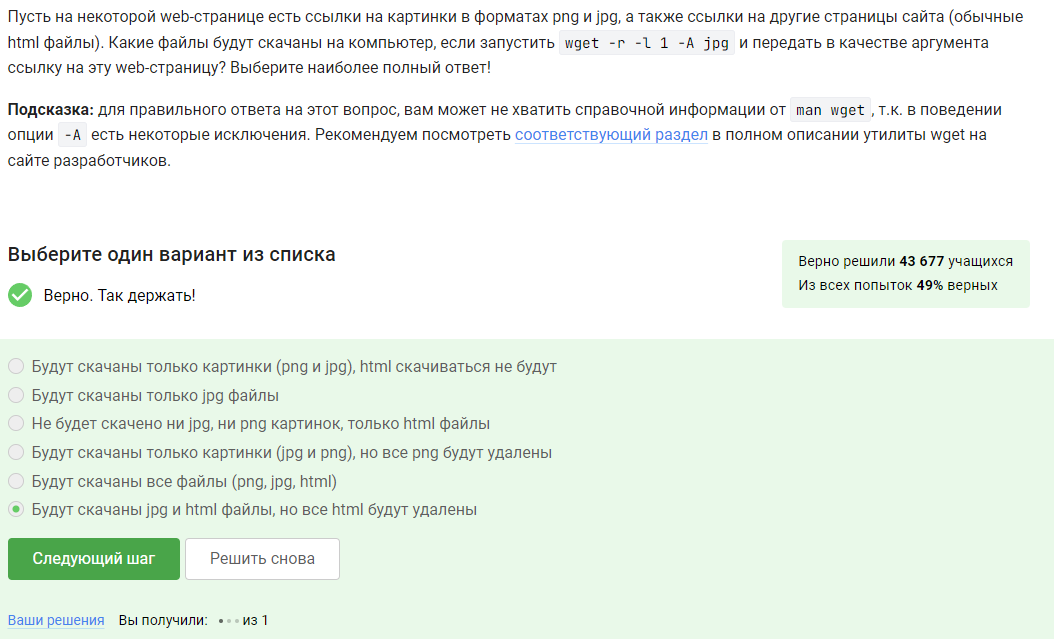 Пусть на некоторой web-странице есть ссылки на картинки в форматах png и jpg, а также ссылки на другие страницы сайта (обычные
html файлы). Какие файлы будут скачаны на компьютер, если запустить wget -r -l 1 -A jpg и передать в качестве аргумента
ссылку на эту web-страницу? Выберите наиболее полный ответ!
Подсказка: для правильного ответа на этот вопрос, вам может не хватить справочной информации от man wget, т.к. в поведении
опции -A есть некоторые исключения. Рекомендуем посмотреть соответствующий раздел в полном описании утилиты wget на
сайте разработчиков.
Выберите один вариант из списка
Верно. Так держать!
Верно решили 43 677 учащихся
Из всех попыток 49% верных
Будут скачаны только картинки (png и jpg), html скачиваться не будут
Будут скачаны только jpg файлы
Не будет скачено ни jpg, ни png картинок, только html файлы
Будут скачаны только картинки (jpg и png), но все png будут удалены
Будут скачаны все файлы (png, jpg, html)
Будут скачаны jpg и html файлы, но все html будут удалены
Следующий шаг
Решить снова
Ваши решения Вы получили: из 1